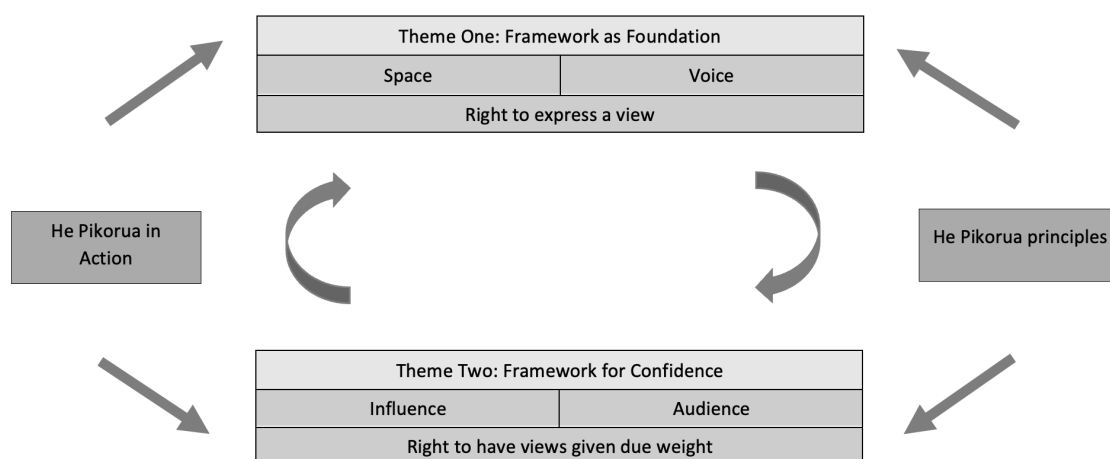 Theme One: Framework as Foundation
Space
Voice
Right to express a view
He Pikorua in
Action
He Pikorua principles
Theme Two: Framework for Confidence
Influence
Audience
Right to have views given due weight